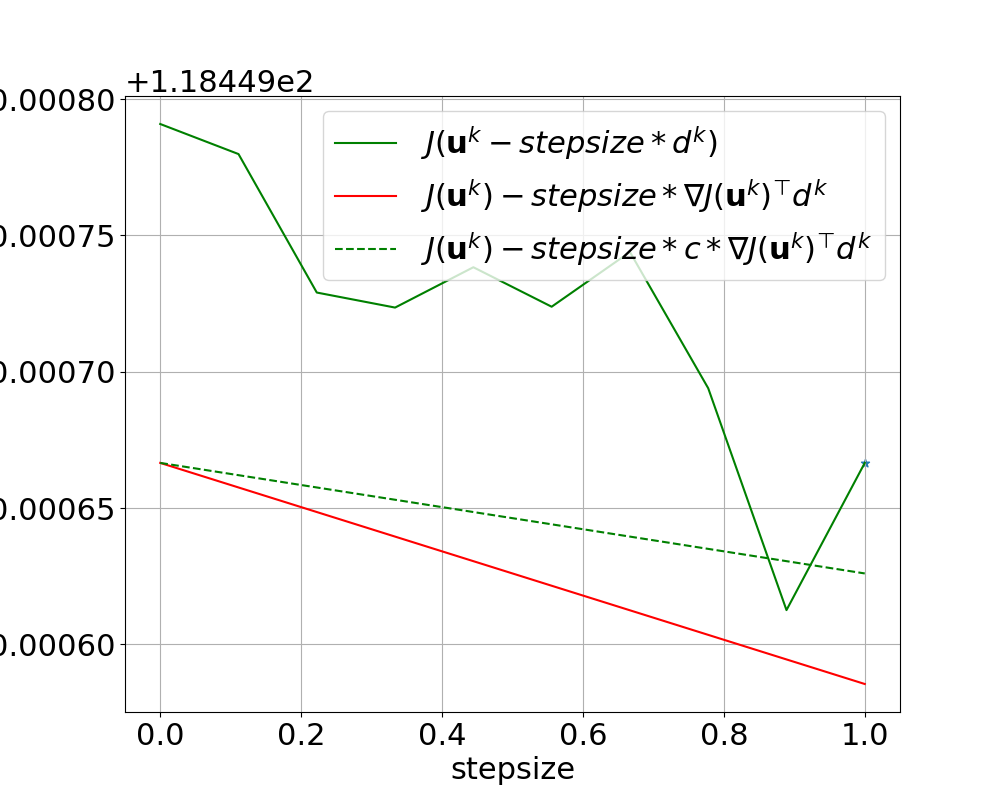 +1.18449e2
0.00080
0.00075
0.00070
0.00065
0.00060
J(𝐮^k − stepsize * d^k)
J(𝐮^k) − stepsize * ∇J(𝐮^k)^⊤ d^k
J(𝐮^k) − stepsize * c * ∇J(𝐮^k)^⊤ d^k
0.0 0.2 0.4 0.6 0.8 1.0
stepsize